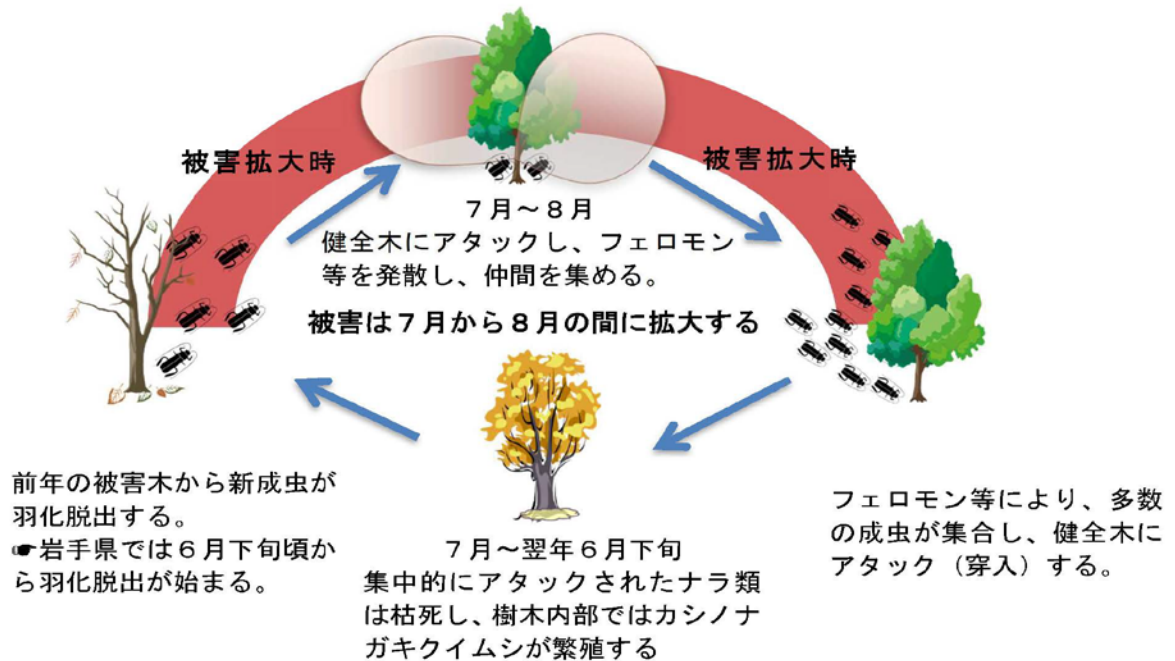 被害拡大時
被害拡大時
７月～８月
健全木にアタックし、フェロモン
等を発散し、仲間を集める。
被害は７月から８月の間に拡大する
前年の被害木から新成虫が
羽化脱出する。
☛岩手県では６月下旬頃か
ら羽化脱出が始まる。
７月～翌年６月下旬
集中的にアタックされたナラ類
は枯死し、樹木内部ではカシノナ
ガキクイムシが繁殖する
フェロモン等により、多数
の成虫が集合し、健全木に
アタック（穿入）する。